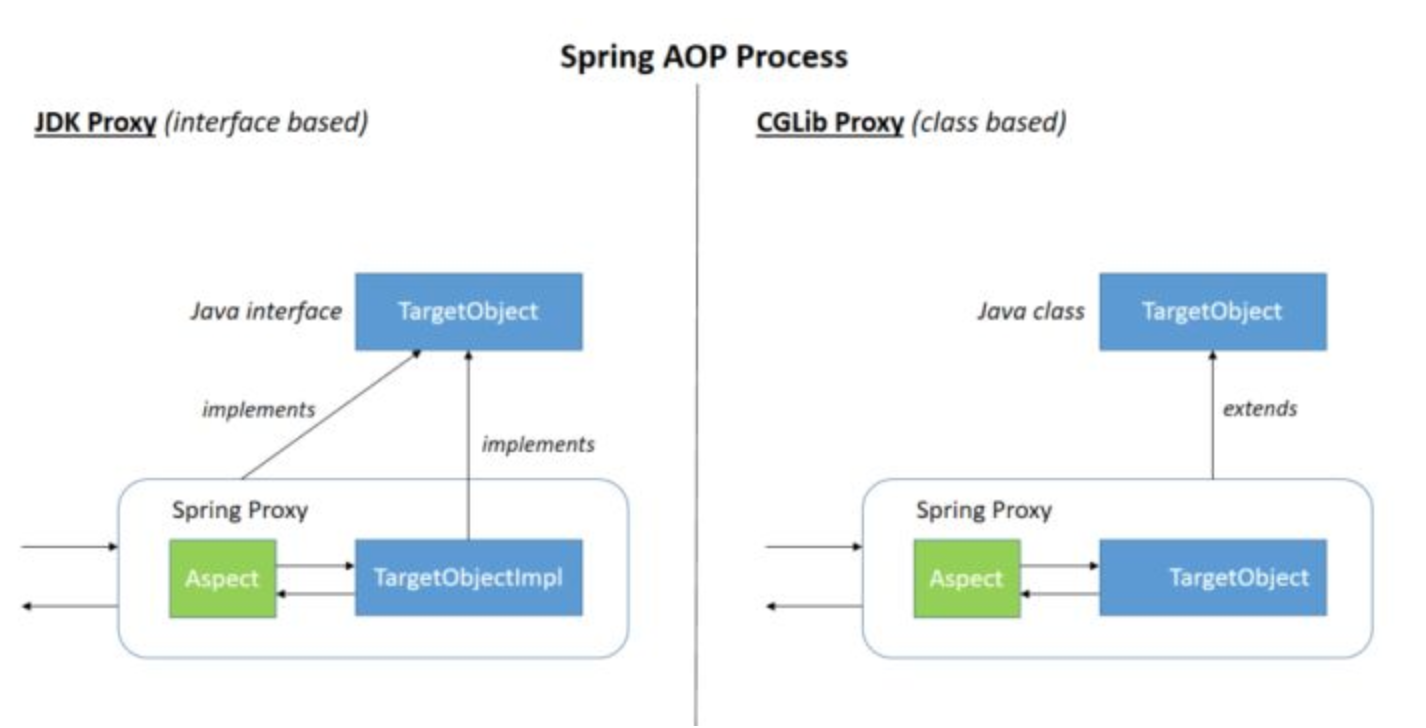 Spring AOP Process
JDK Proxy (interface based)
Java interface
TargetObject
implements
implements
Spring Proxy
Aspect
TargetObjectImpl
CGLib Proxy (class based)
Java class
TargetObject
extends
Spring Proxy
Aspect
TargetObject